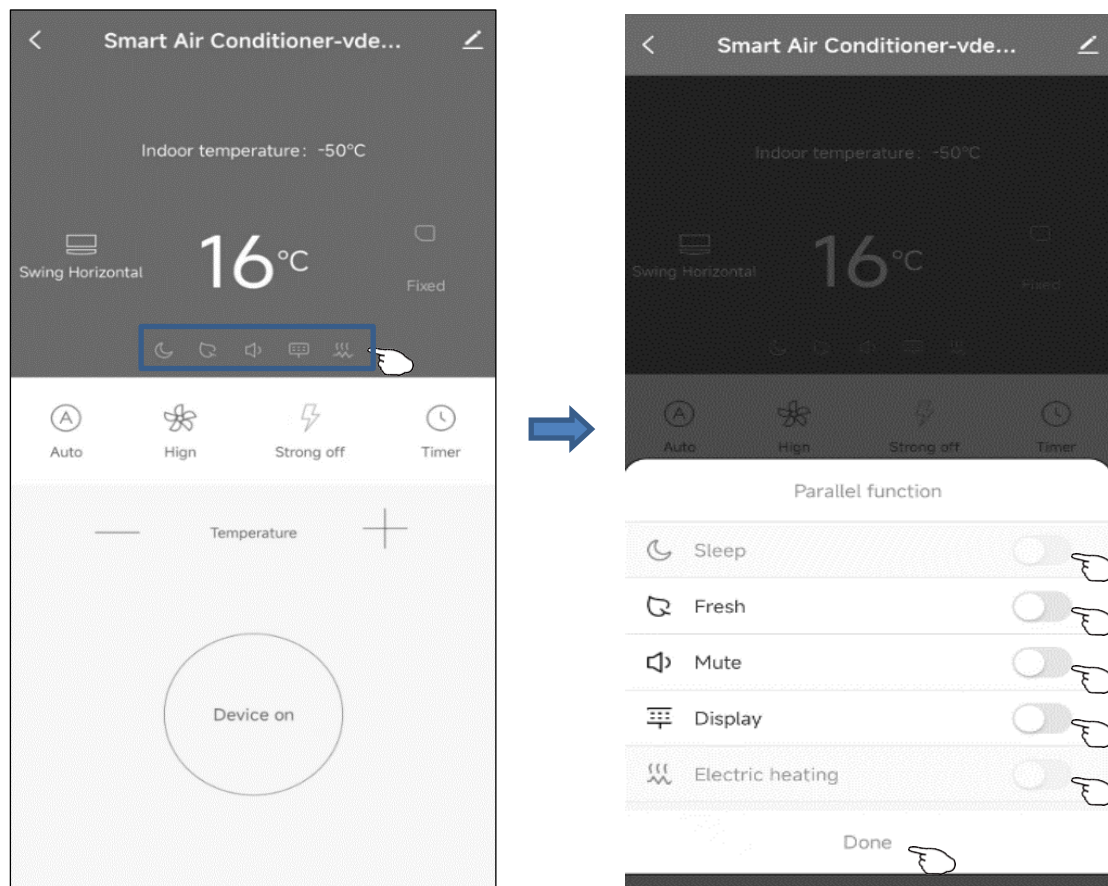 Smart Air Conditioner-vde...
Indoor temperature: -50°C
Swing Horizontal
16°C
Fixed
A
Auto
Hign
Strong off
Timer
Temperature
Device on
Smart Air Conditioner-vde...
Indoor temperature: -50°C
Swing Horizontal
16°C
Fixed
A
Auto
Hign
Strong off
Timer
Parallel function
Sleep
Fresh
Mute
Display
Electric heating
Done